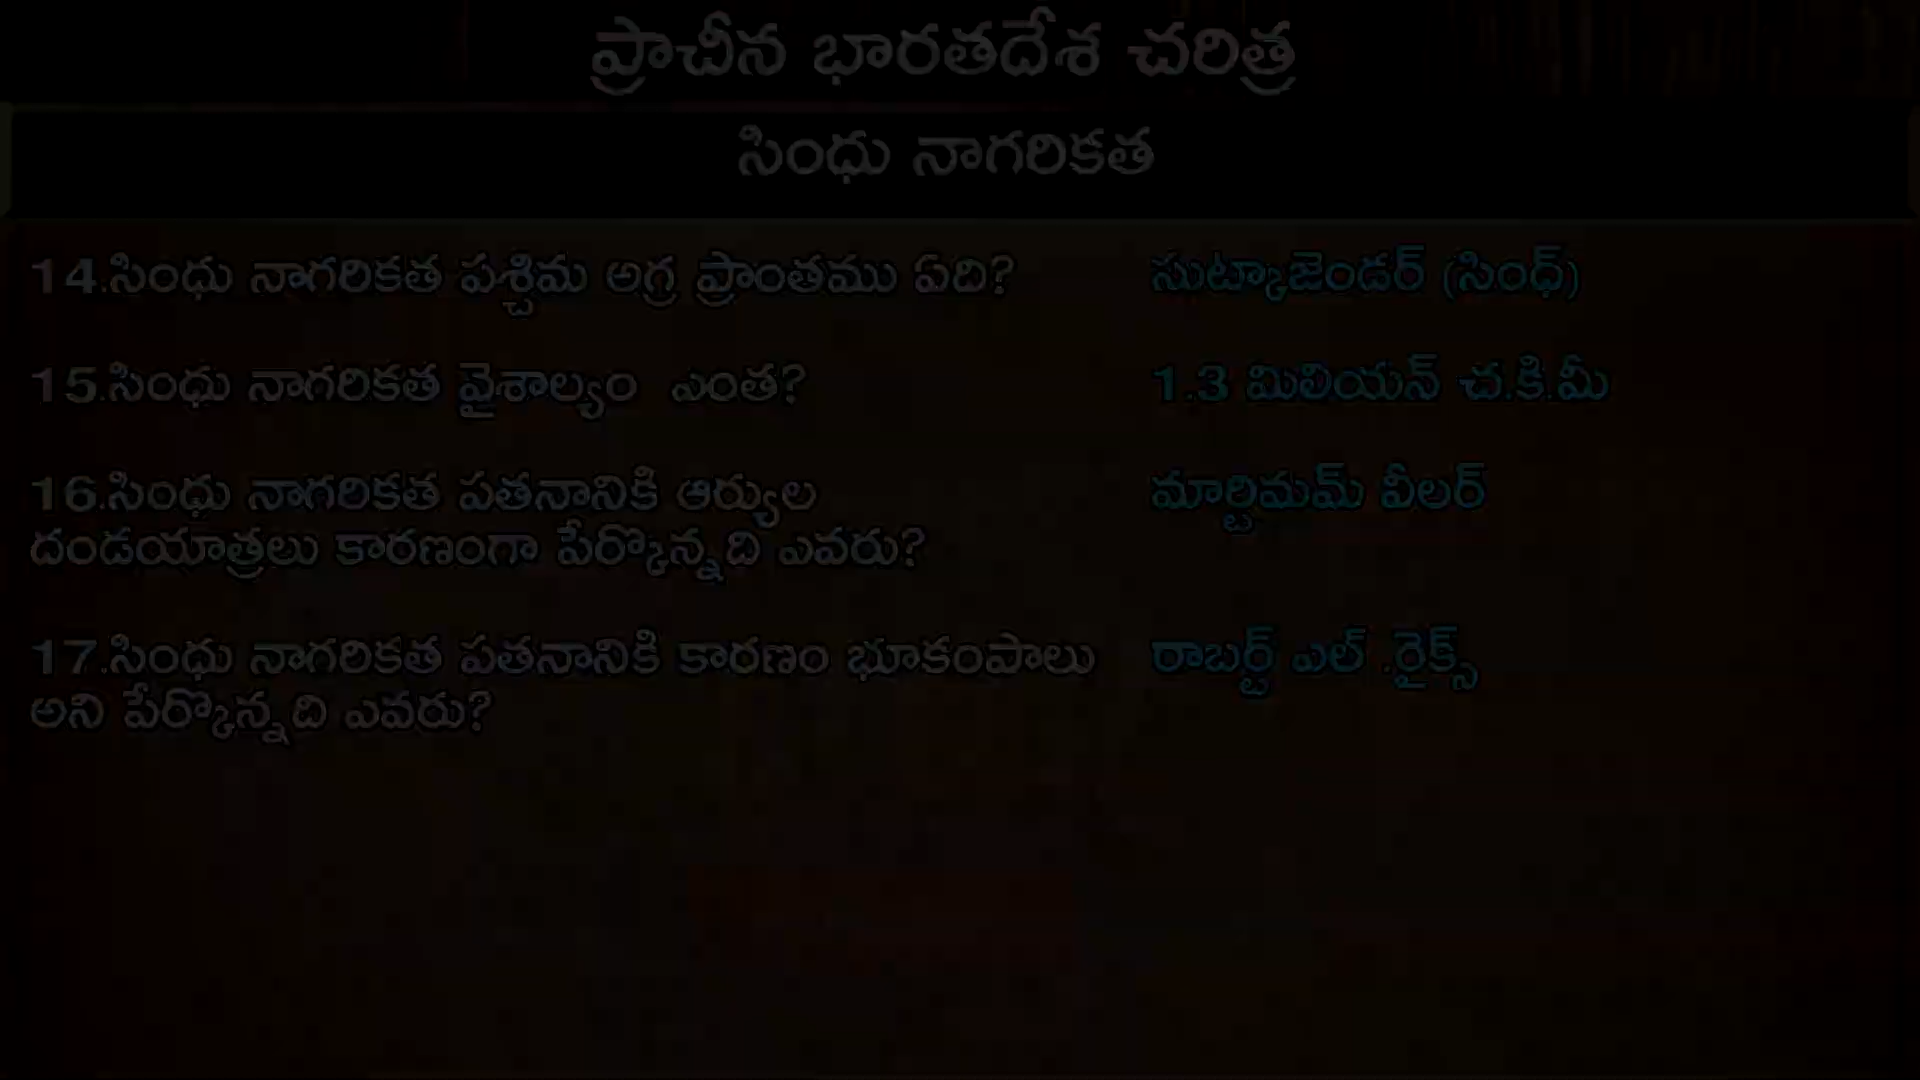 ప్రాచీన భారతదేశ చరిత్ర
సింధు నాగరికత
14.సింధు నాగరికత పశ్చిమ అగ్ర ప్రాంతము ఏది? సుట్కాజెండర్ (సింధ్)
15.సింధు నాగరికత వైశాల్యం ఎంత? 1.3 మిలియన్ చ.కి.మీ
16.సింధు నాగరికత పతనానికి ఆర్యుల మార్టిమమ్ వీలర్
దండయాత్రలు కారణంగా పేర్కొన్నది ఎవరు?
17.సింధు నాగరికత పతనానికి కారణం భూకంపాలు రాబర్ట్ ఎల్ .రైక్స్
అని పేర్కొన్నది ఎవరు?